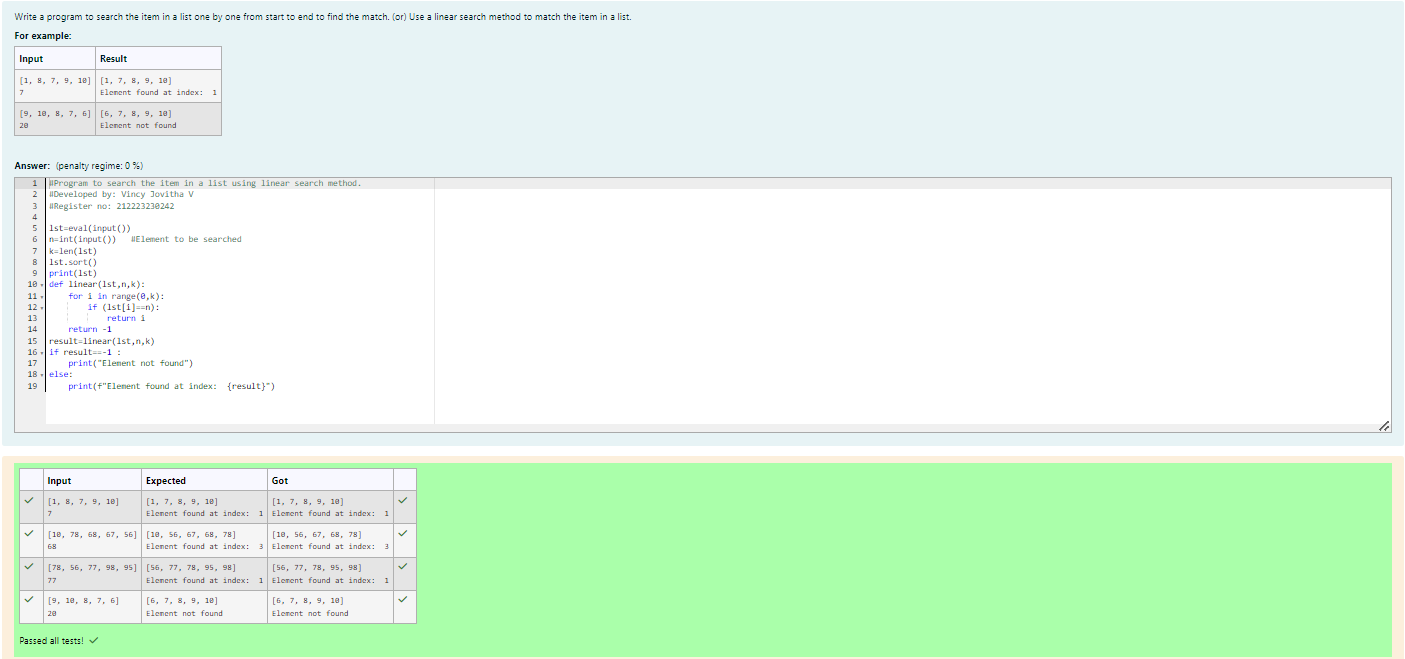 Write a program to search the item in a list one by one from start to end to find the match. (or) Use a linear search method to match the item in a list.
For example:
Input Result
[1, 8, 7, 9, 10] [1, 7, 8, 9, 10]
7 Element found at index:  1
[9, 10, 8, 7, 6] [6, 7, 8, 9, 10]
20 Element not found
Answer: (penalty regime: 0 %)
1 #Program to search the item in a list using linear search method.
2 #Developed by: Vincy Jovitha V
3 #Register no: 212223230242
4
5 lst=eval(input())
6 n=int(input())   #Element to be searched
7 k=len(lst)
8 lst.sort()
9 print(lst)
10 def linear(lst,n,k):
11     for i in range(0,k):
12         if (lst[i]==n):
13             return i
14     return -1
15 result=linear(lst,n,k)
16 if result==-1 :
17     print("Element not found")
18 else:
19     print(f"Element found at index:  {result}")
Input Expected Got
[1, 8, 7, 9, 10] [1, 7, 8, 9, 10] [1, 7, 8, 9, 10]
7 Element found at index:  1 Element found at index:  1
[10, 78, 68, 67, 56] [10, 56, 67, 68, 78] [10, 56, 67, 68, 78]
68 Element found at index:  3 Element found at index:  3
[78, 56, 77, 98, 95] [56, 77, 78, 95, 98] [56, 77, 78, 95, 98]
77 Element found at index:  1 Element found at index:  1
[9, 10, 8, 7, 6] [6, 7, 8, 9, 10] [6, 7, 8, 9, 10]
20 Element not found Element not found
Passed all tests!